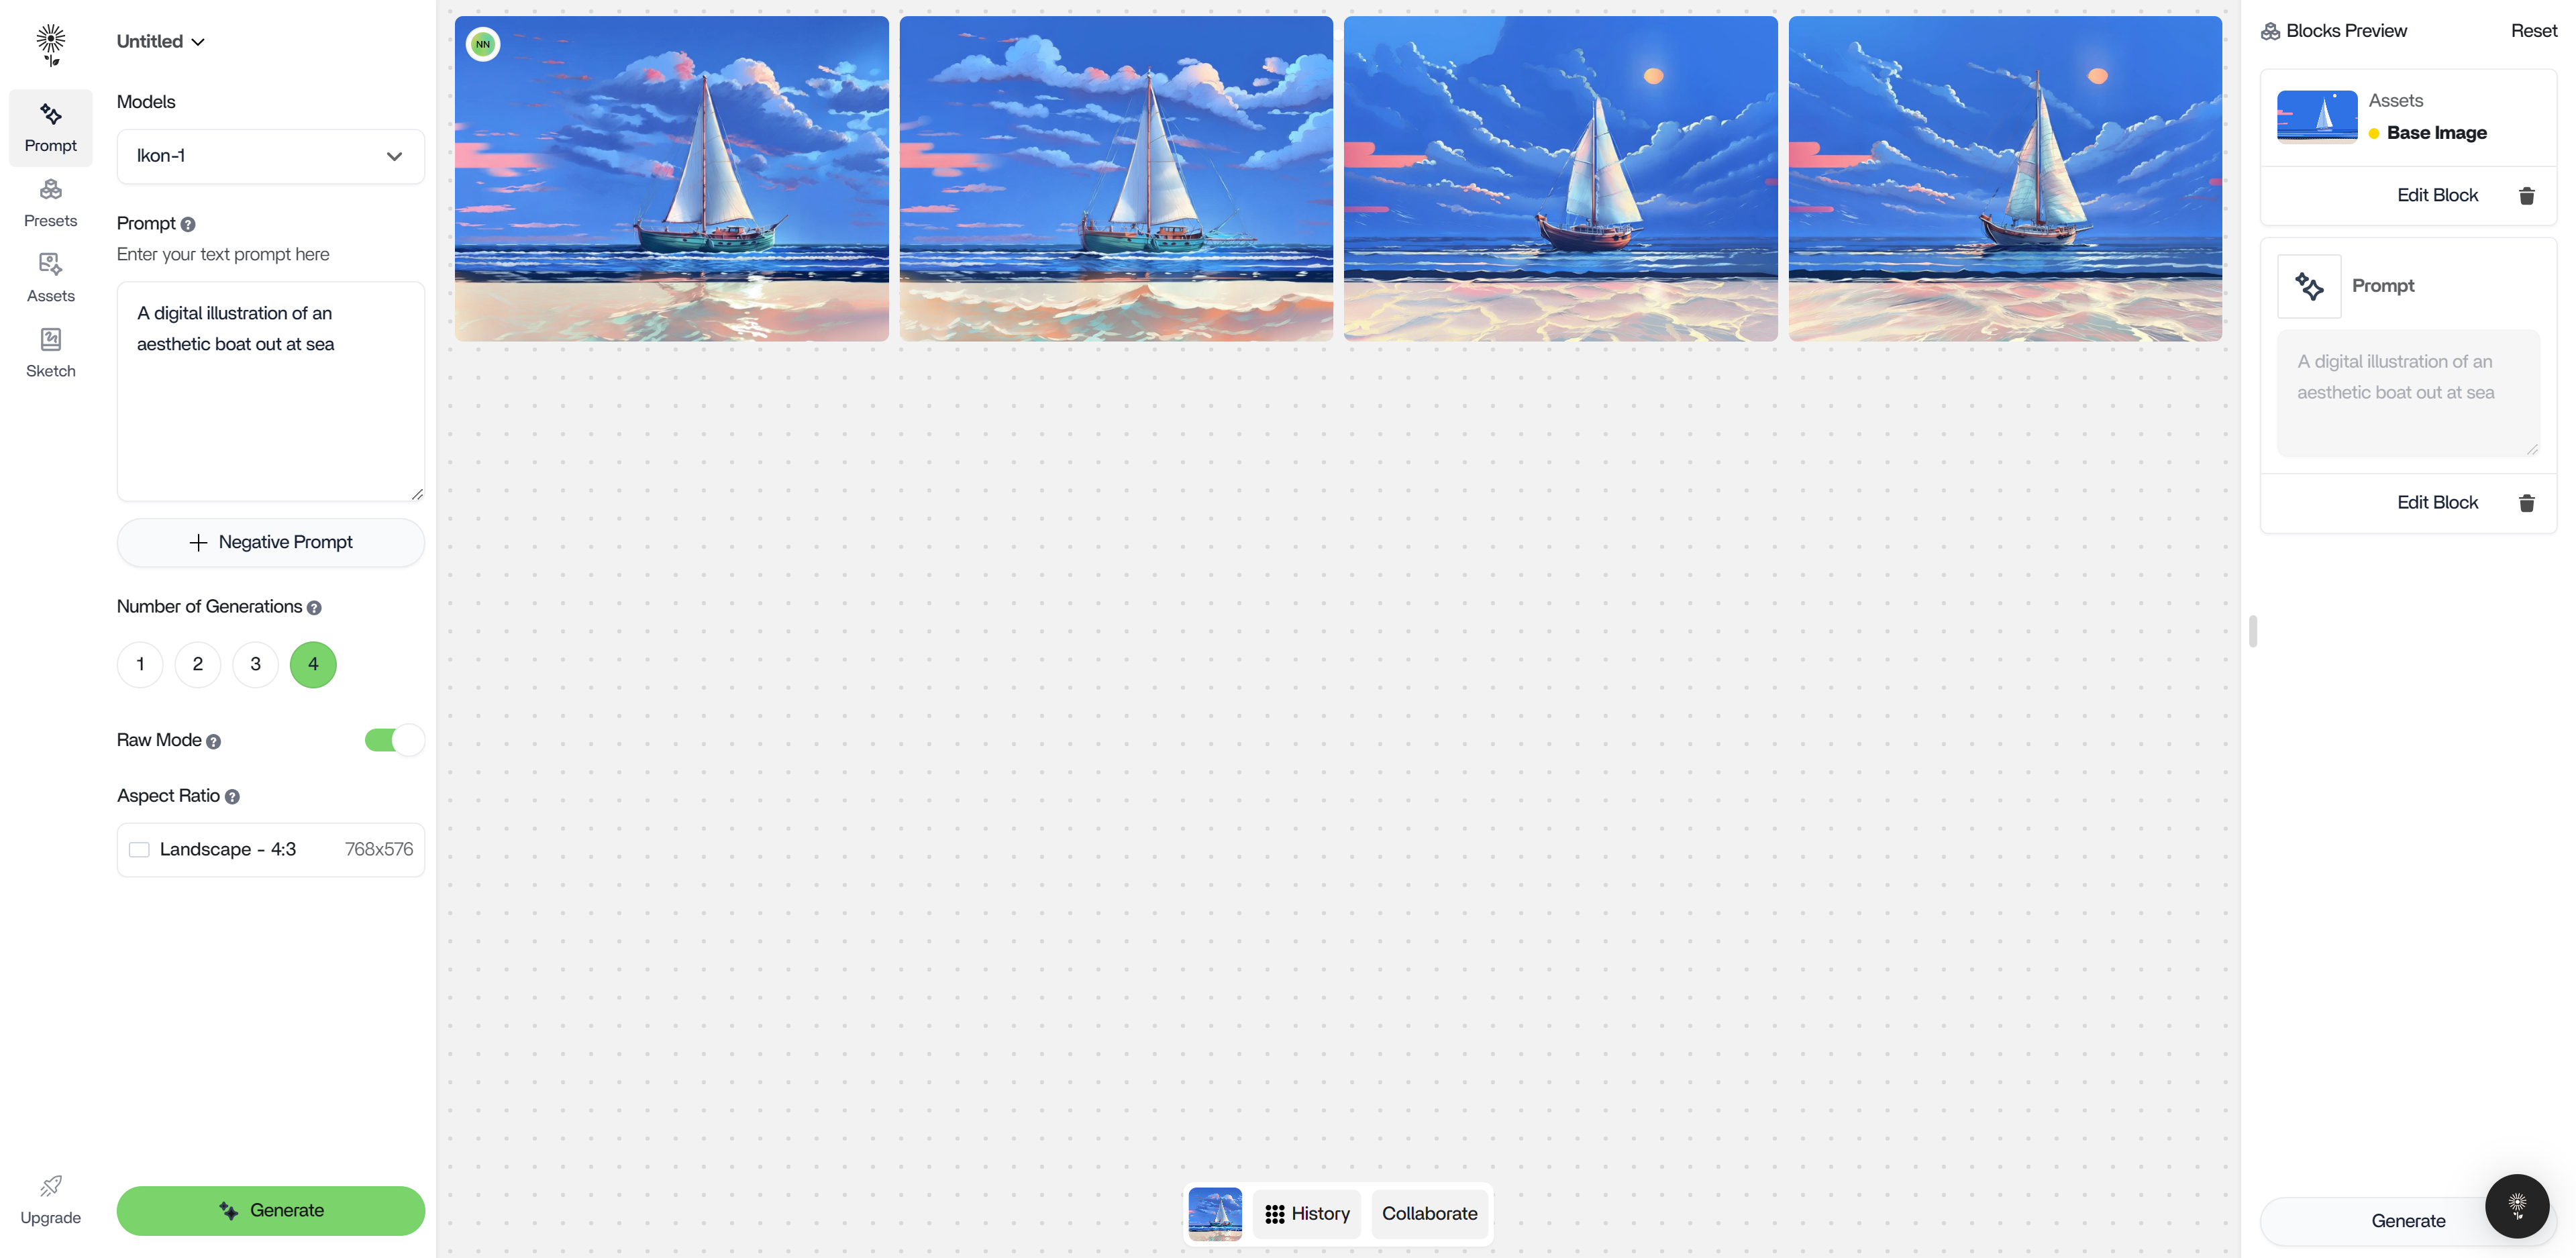 Untitled
Models
Ikon-1
Prompt
Enter your text prompt here
A digital illustration of an
aesthetic boat out at sea
Negative Prompt
Number of Generations
1 2 3 4
Raw Mode
Aspect Ratio
Landscape - 4:3 768x576
Generate
Prompt
Presets
Assets
Sketch
Upgrade
NN
History
Collaborate
Blocks Preview
Reset
Assets
Base Image
Edit Block
Prompt
A digital illustration of an
aesthetic boat out at sea
Edit Block
Generate